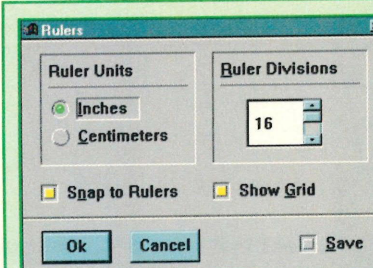 Rulers
Ruler Units
Ruler Divisions
Inches
16
Centimeters
Snap to Rulers
Show Grid
Ok
Cancel
Save